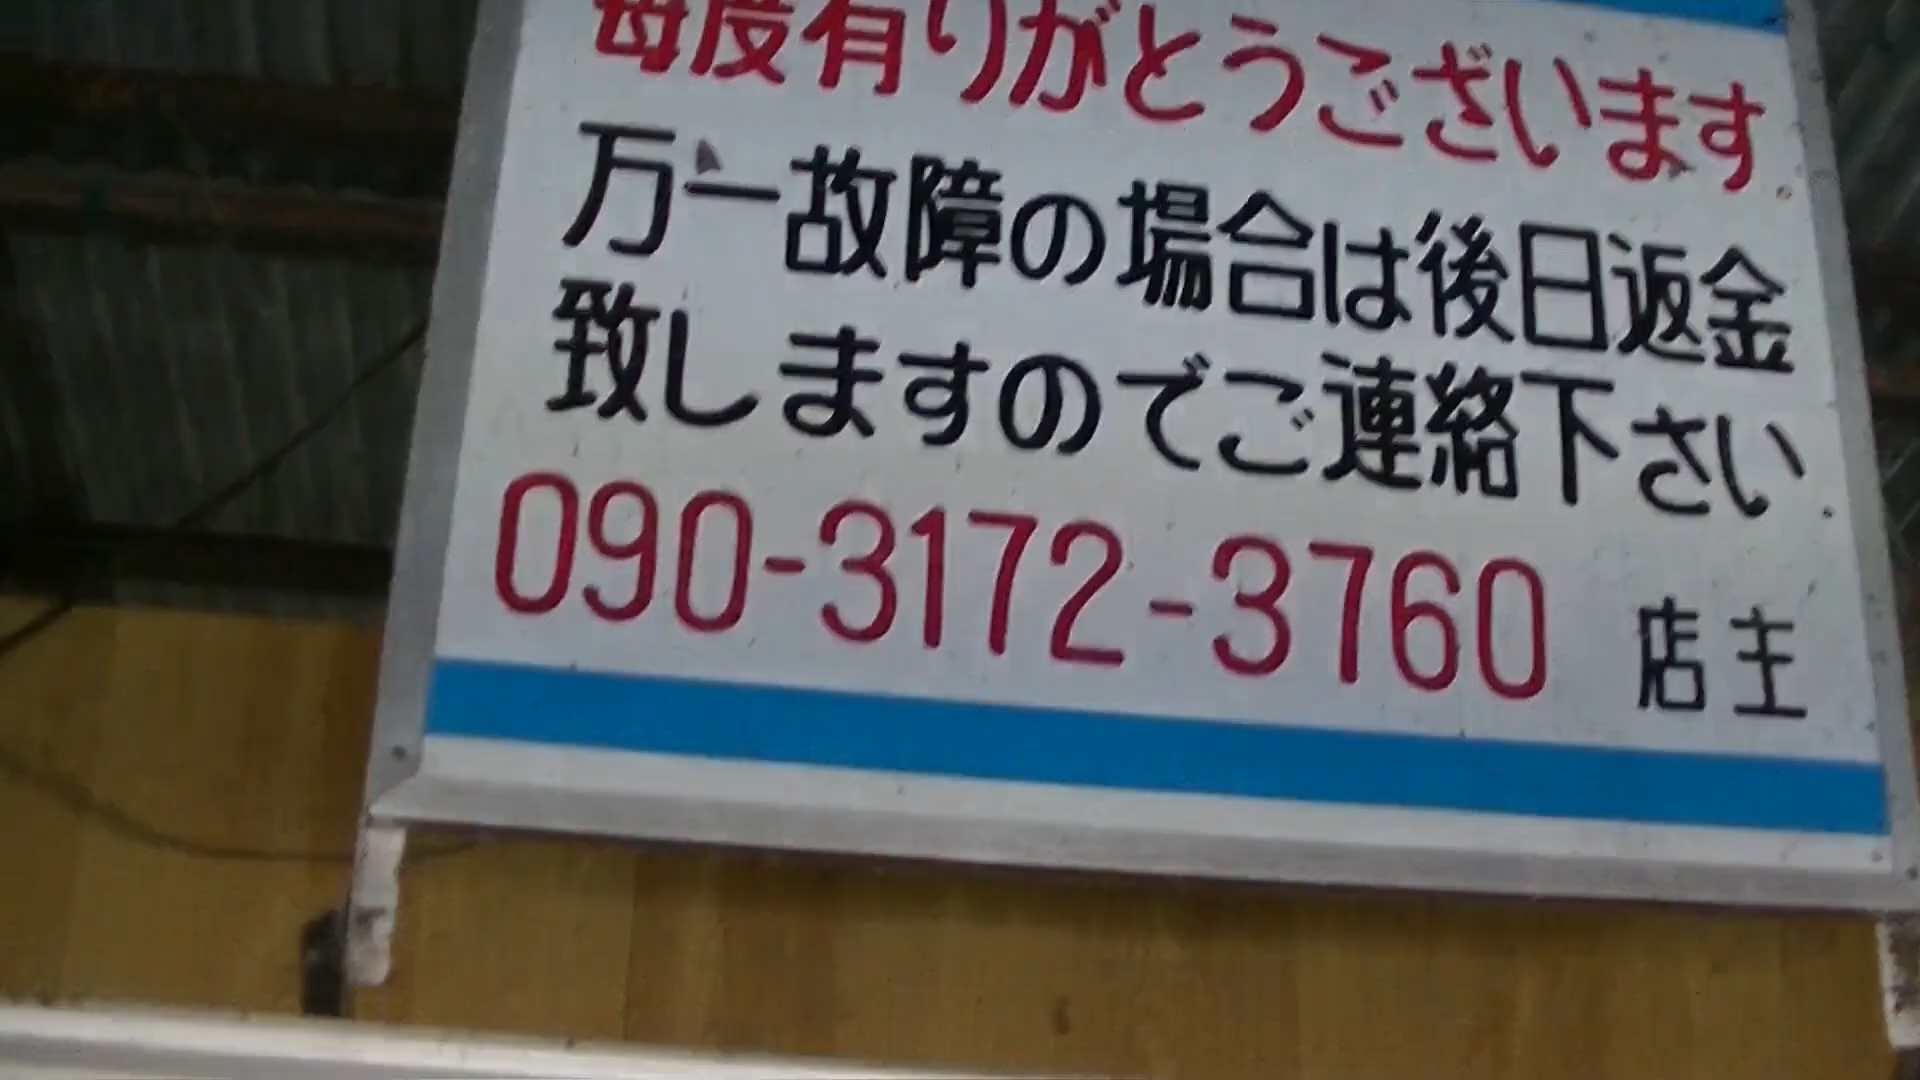 毎度有りがとうございます。
万一故障の場合は後日返金
致しますのでご連絡下さい.
090-3172-3760 店主